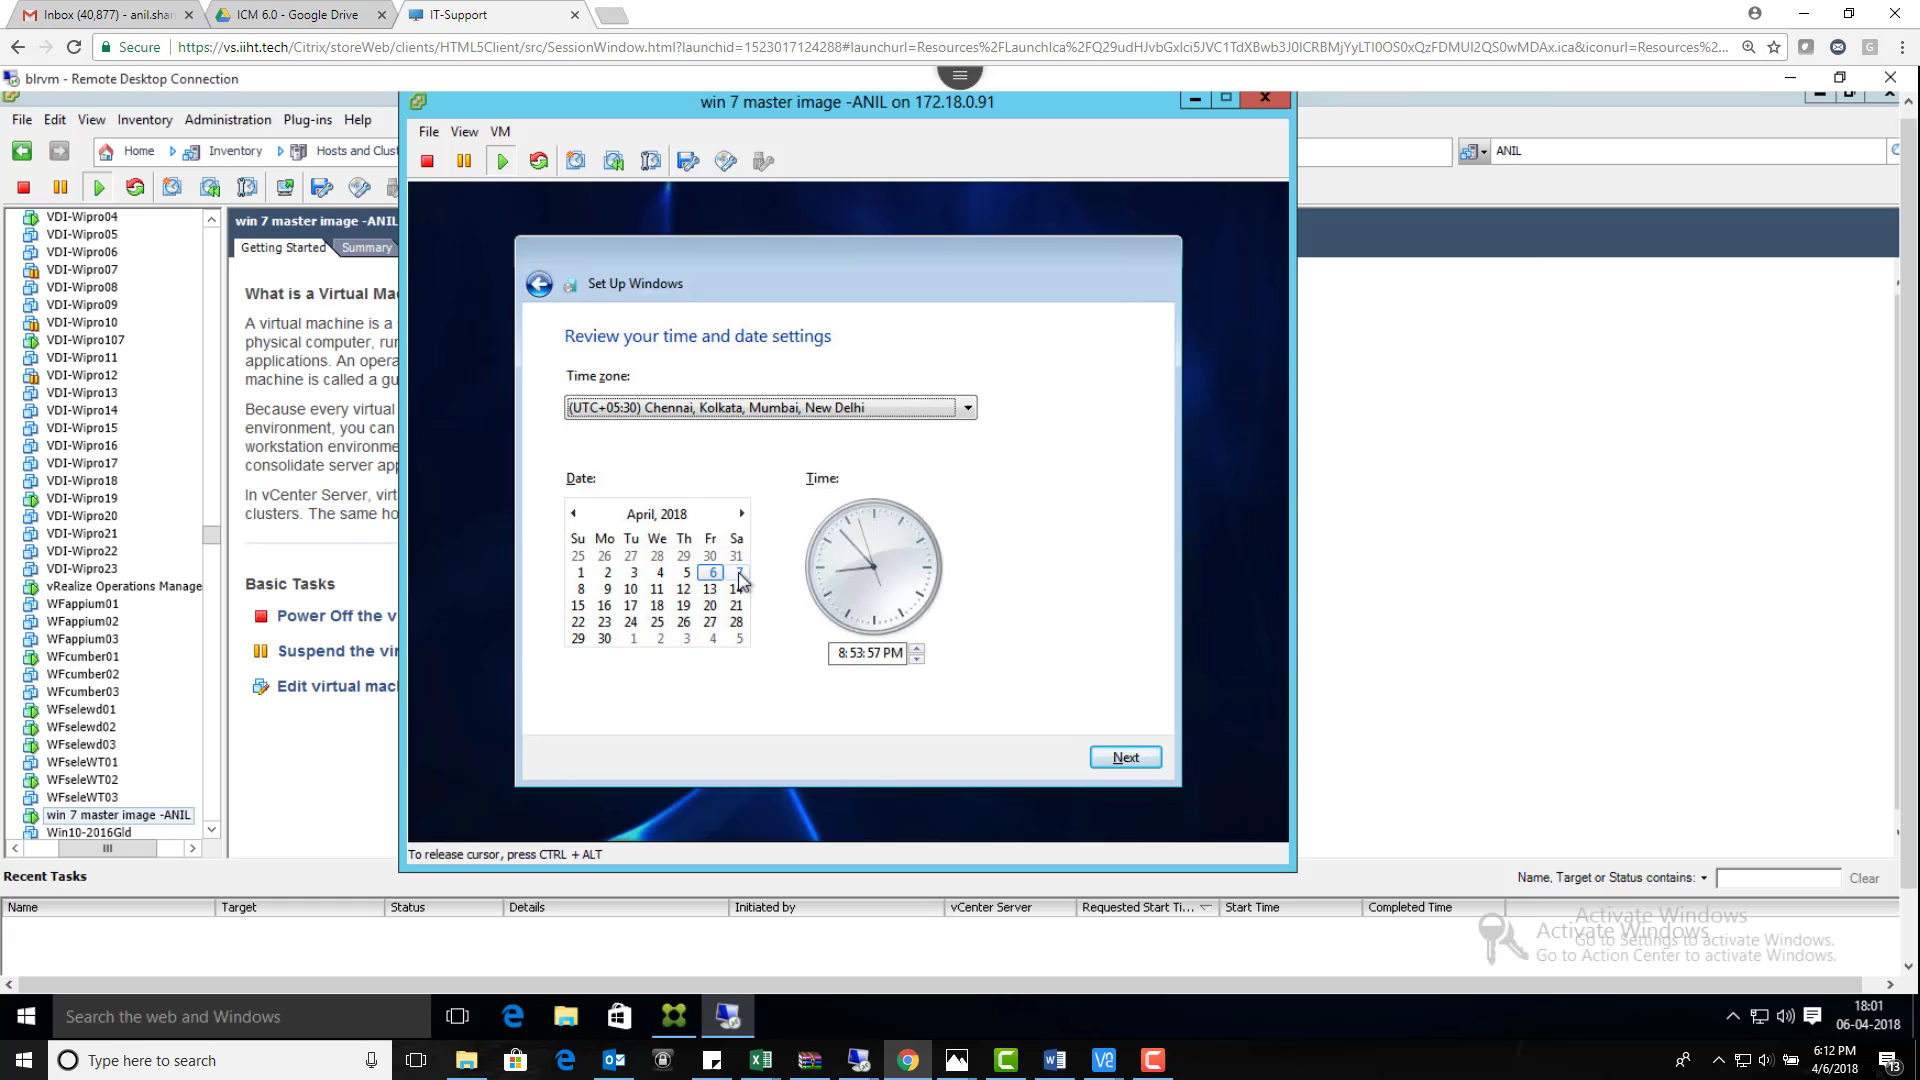 Inbox (40,877) - anil.shar
ICM 6.0 - Google Drive
IT-Support
Secure
https://vs.iiht.tech/Citrix/storeWeb/clients/HTML5Client/src/SessionWindow.html?launchid=1523017124288#launchurl=Resources%2FLaunchIca%2FQ29udHJvbGxlci5JVC1TdXBwb3J0ICRBMjYyLTI0OS0xQzFDMUI2QS0wMDAx.ica&iconurl=Resources%2...
blrvm - Remote Desktop Connection
File Edit View Inventory Administration Plug-ins Help
Home Inventory Hosts and Clus
ANIL
win 7 master image -ANIL on 172.18.0.91
File View VM
VDI-Wipro04
VDI-Wipro05
VDI-Wipro06
VDI-Wipro07
VDI-Wipro08
VDI-Wipro09
VDI-Wipro10
VDI-Wipro107
VDI-Wipro11
VDI-Wipro12
VDI-Wipro13
VDI-Wipro14
VDI-Wipro15
VDI-Wipro16
VDI-Wipro17
VDI-Wipro18
VDI-Wipro19
VDI-Wipro20
VDI-Wipro21
VDI-Wipro22
VDI-Wipro23
vRealize Operations Manage
WFappium01
WFappium02
WFappium03
WFcumber01
WFcumber02
WFcumber03
WFselewd01
WFselewd02
WFselewd03
WFseleWT01
WFseleWT02
WFseleWT03
win 7 master image -ANIL
Win10-2016Gld
win 7 master image -ANIL
Getting Started Summary
What is a Virtual Ma
A virtual machine is a
physical computer, run
applications. An opera
machine is called a gu
Because every virtual
environment, you can
workstation environme
consolidate server app
In vCenter Server, virt
clusters. The same ho
Basic Tasks
Power Off the v
Suspend the vir
Edit virtual mac
Set Up Windows
Review your time and date settings
Time zone:
(UTC+05:30) Chennai, Kolkata, Mumbai, New Delhi
Date:
April, 2018
Su Mo Tu We Th Fr Sa
25 26 27 28 29 30 31
1 2 3 4 5 6 7
8 9 10 11 12 13 14
15 16 17 18 19 20 21
22 23 24 25 26 27 28
29 30 1 2 3 4 5
Time:
8:53:57 PM
Next
To release cursor, press CTRL + ALT
Recent Tasks
Name, Target or Status contains:
Clear
Name Target Status Details Initiated by vCenter Server Requested Start Ti... Start Time Completed Time
Activate Windows
Go to Settings to activate Windows.
Activate Windows
Go to Action Center to activate Windows.
Search the web and Windows
18:01
06-04-2018
Type here to search
6:12 PM
4/6/2018
13